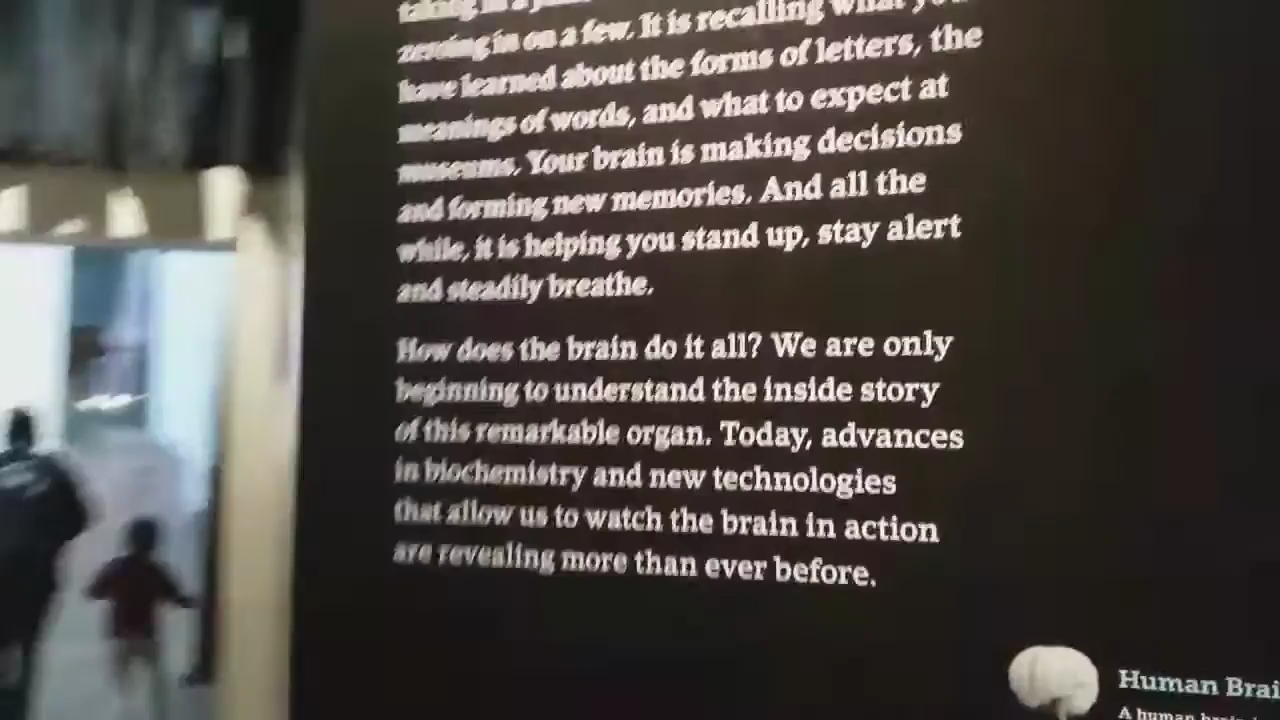 taking in a
zeroing in on a few. It is recalling what you
have learned about the forms of letters, the
meanings of words, and what to expect at
museums. Your brain is making decisions
and forming new memories. And all the
while, it is helping you stand up, stay alert
and steadily breathe.
How does the brain do it all? We are only
beginning to understand the inside story
of this remarkable organ. Today, advances
in biochemistry and new technologies
that allow us to watch the brain in action
are revealing more than ever before.
Human Brai
A human